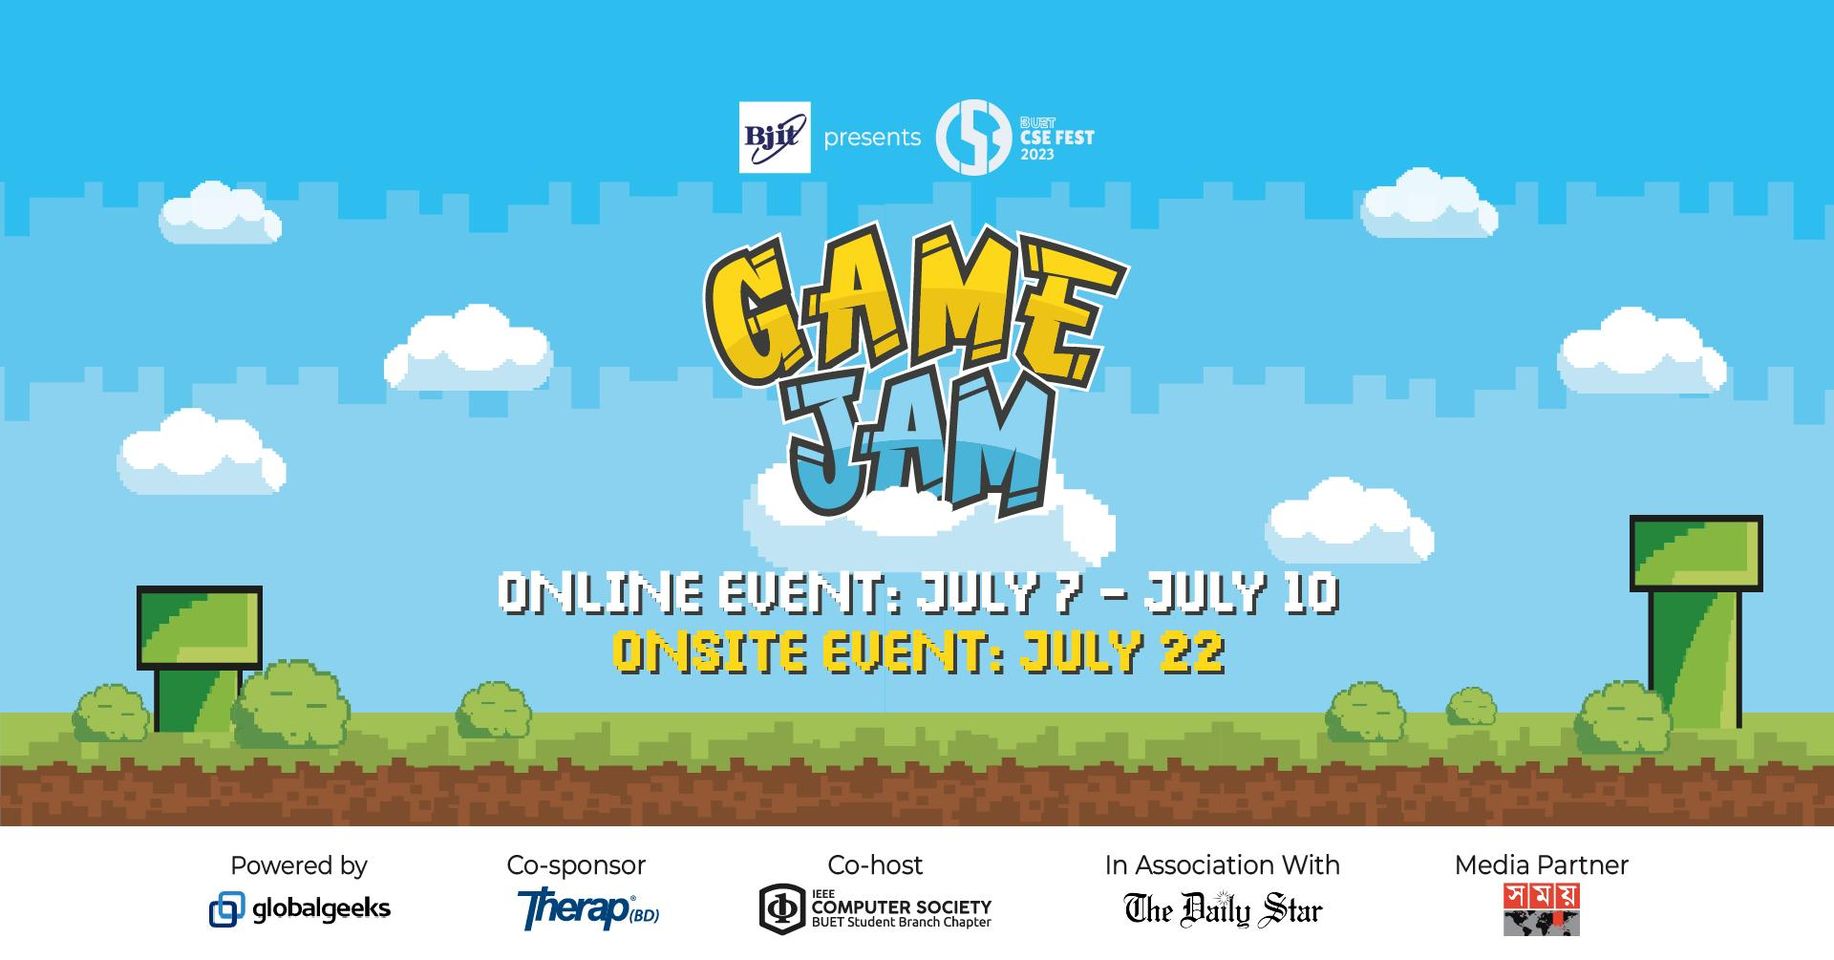 Bjit presents BUET
CSE FEST
2023
GAME
JAM
ONLINE EVENT: JULY 7 - JULY 10
ONSITE EVENT: JULY 22
Powered by
globalgeeks
Co-sponsor
Therap® (BD)
Co-host
IEEE
COMPUTER SOCIETY
BUET Student Branch Chapter
In Association With
The Daily Star
Media Partner
সময়